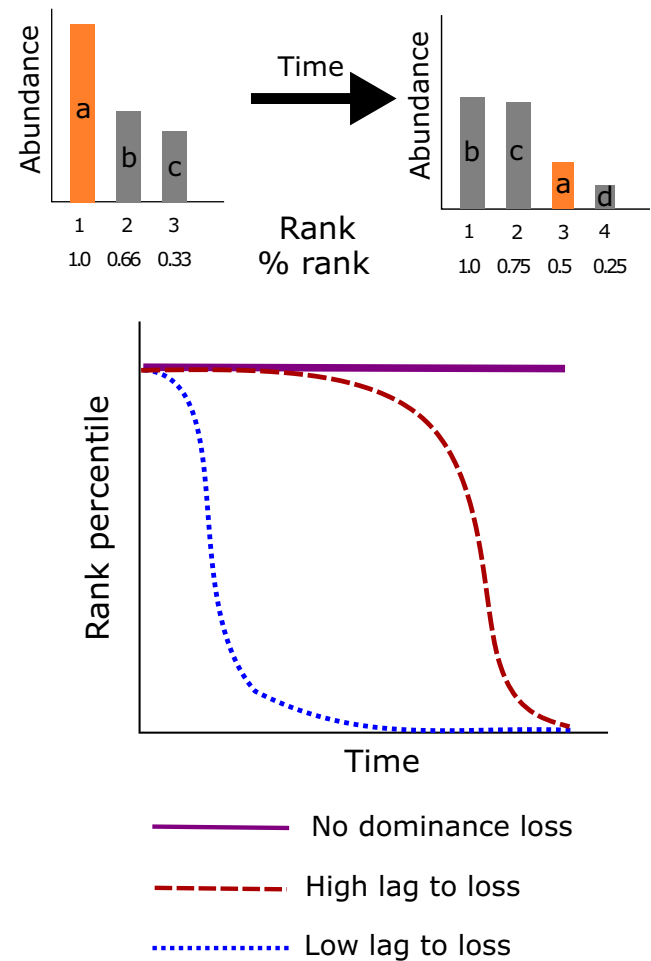 Abundance
a
b
c
1 2 3
1.0 0.66 0.33
Time
Rank
% rank
Abundance
b
c
a
d
1 2 3 4
1.0 0.75 0.5 0.25
Rank percentile
Time
No dominance loss
High lag to loss
Low lag to loss